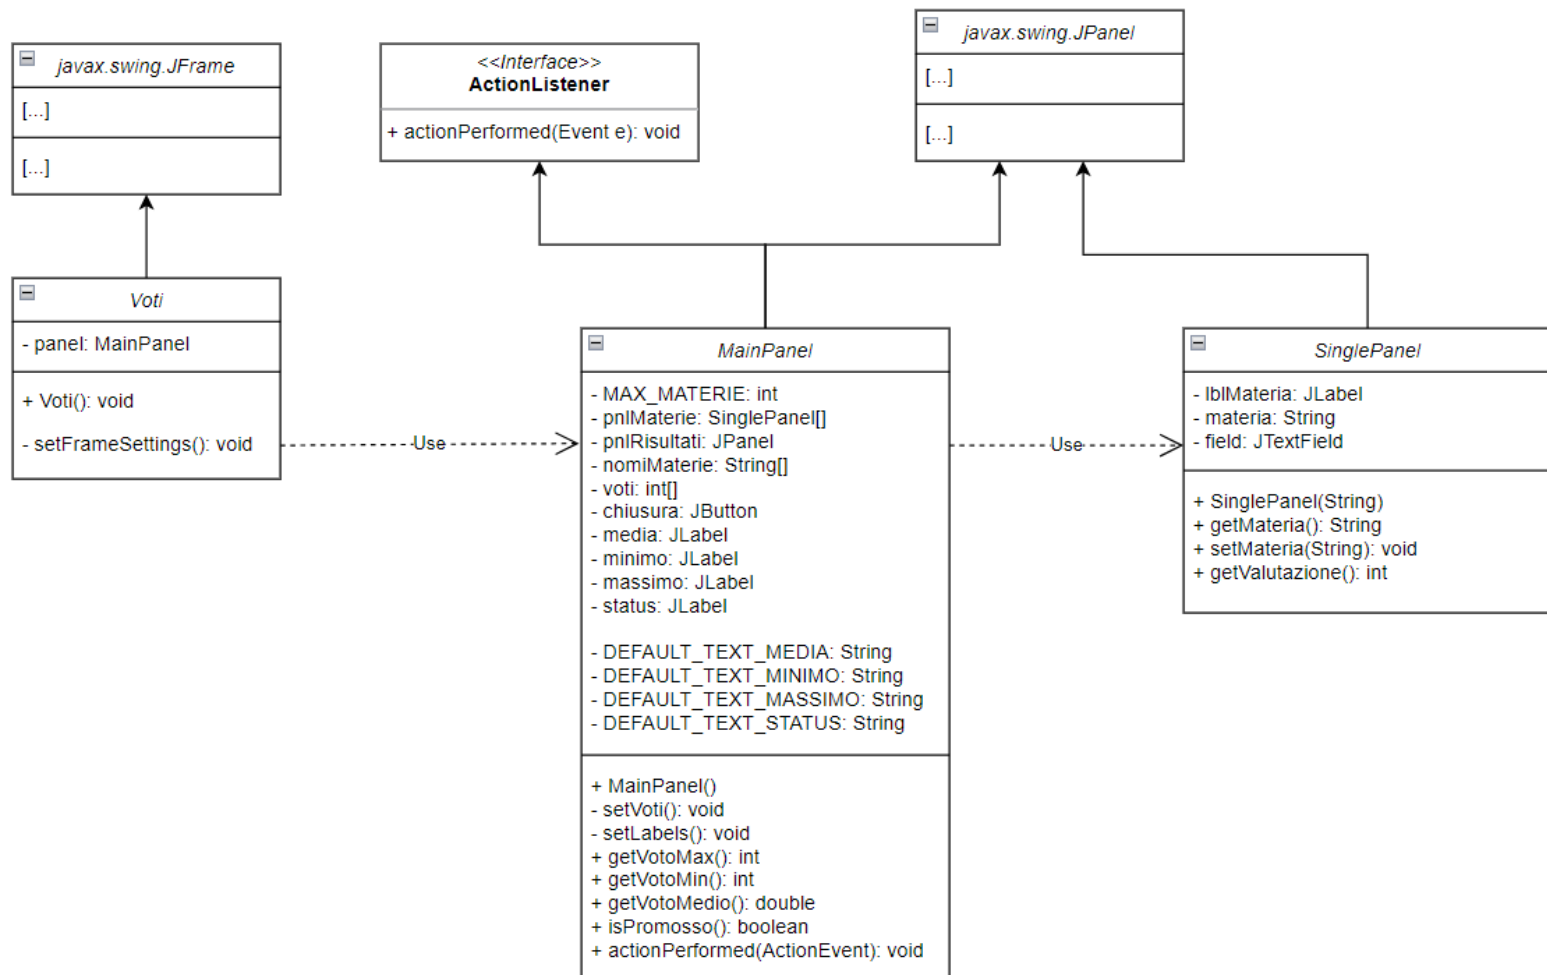 javax.swing.JFrame
[...]
[...]
<<Interface>>
ActionListener
+ actionPerformed(Event e): void
javax.swing.JPanel
[...]
[...]
Voti
- panel: MainPanel
+ Voti(): void
- setFrameSettings(): void
Use
MainPanel
- MAX_MATERIE: int
- pnlMaterie: SinglePanel[]
- pnlRisultati: JPanel
- nomiMaterie: String[]
- voti: int[]
- chiusura: JButton
- media: JLabel
- minimo: JLabel
- massimo: JLabel
- status: JLabel
- DEFAULT_TEXT_MEDIA: String
- DEFAULT_TEXT_MINIMO: String
- DEFAULT_TEXT_MASSIMO: String
- DEFAULT_TEXT_STATUS: String
+ MainPanel()
- setVoti(): void
- setLabels(): void
+ getVotoMax(): int
+ getVotoMin(): int
+ getVotoMedio(): double
+ isPromosso(): boolean
+ actionPerformed(ActionEvent): void
Use
SinglePanel
- lblMateria: JLabel
- materia: String
- field: JTextField
+ SinglePanel(String)
+ getMateria(): String
+ setMateria(String): void
+ getValutazione(): int